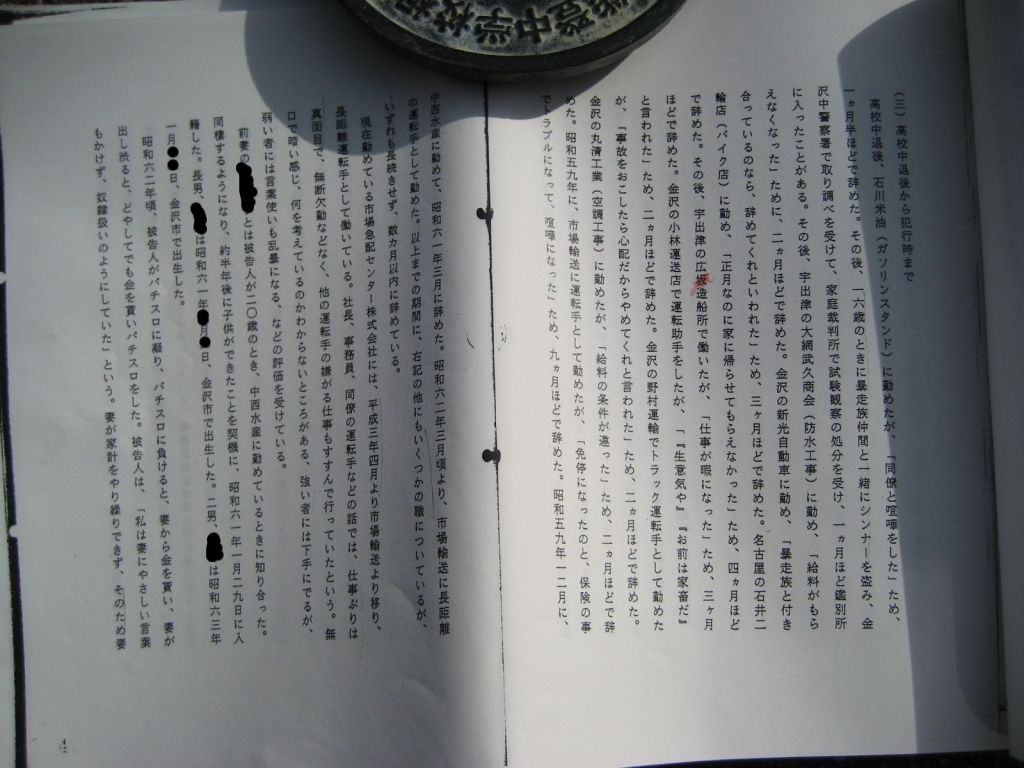 (三) 高校中退後から犯行時まで
高校中退後、石川米油(ガソリンスタンド)に勤めたが、「同僚と喧嘩をした」ため、
一ヵ月半ほどで辞めた。その後、一六歳のときに暴走族仲間と一緒にシンナーを盗み、金
沢中警察署で取り調べを受けて、家庭裁判所で試験観察の処分を受け、一ヵ月ほど鑑別所
に入ったことがある。その後、宇出津の大網武久商会(防水工事)に勤め、「給料がもら
えなくなった」ために、二ヵ月ほどで辞めた。金沢の新光自動車に勤め、「暴走族と付き
合っているのなら、辞めてくれといわれた」ため、三ヶ月ほどで辞めた。名古屋の石井二
輪店(バイク店)に勤め、「正月なのに家に帰らせてもらえなかった」ため、四ヵ月ほど
で辞めた。その後、宇出津の広坂造船所で働いたが、「仕事が暇になった」ため、三ヶ月
ほどで辞めた。金沢の小林運送店で運転助手をしたが、「『生意気や』『お前は家畜だ』
と言われた」ため、二ヵ月ほどで辞めた。金沢の野村運輸でトラック運転手として勤めた
が、「事故をおこしたら心配だからやめてくれと言われた」ため、二ヵ月ほどで辞めた。
金沢の丸済工業(空調工事)に勤めたが、「給料の条件が違った」ため、二ヵ月ほどで辞
めた。昭和五九年に、市場輸送に運転手として勤めたが、「免停になったのと、保険の事
でトラブルになって、喧嘩になった」ため、九ヵ月ほどで辞めた。昭和五九年一二月に、
中西水産に勤めて、昭和六一年三月に辞めた。昭和六二年三月頃より、市場輸送に長距離
の運転手として勤めた。以上までの期間に、右記の他にもいくつかの職についているが、
いずれも長続きせず、数カ月以内に辞めている。
現在勤めている市場急配センター株式会社には、平成三年四月より市場輸送より移り、
長距離運転手として働いている。社長、事務員、同僚の運転手などの話では、仕事ぶりは
真面目で、無断欠勤などなく、他の運転手の嫌がる仕事もすすんで行っていたという。無
口で暗い感じ、何を考えているのかわからないところがある、強い者には下手にでるが、
弱い者には言葉使いも乱暴になる、などの評価を受けている。
前妻の とは被告人が二〇歳のとき、中西水産に勤めているときに知り合った。
同棲するようになり、約半年後に子供ができたことを契機に、昭和六一年一月二九日に入
籍した。長男、 は昭和六一年●月●日、金沢市で出生した。二男、 は昭和六三年
一月●●日、金沢市で出生した。
昭和六二年頃、被告人がパチスロに凝り、パチスロに負けると、妻から金を貰い、妻が
出し渋ると、どやしてでも金を貰いパチスロをした。被告人は、「私は妻にやさしい言葉
もかけず、奴隷扱いのようにしていた」という。妻が家計をやり繰りできず、そのため妻